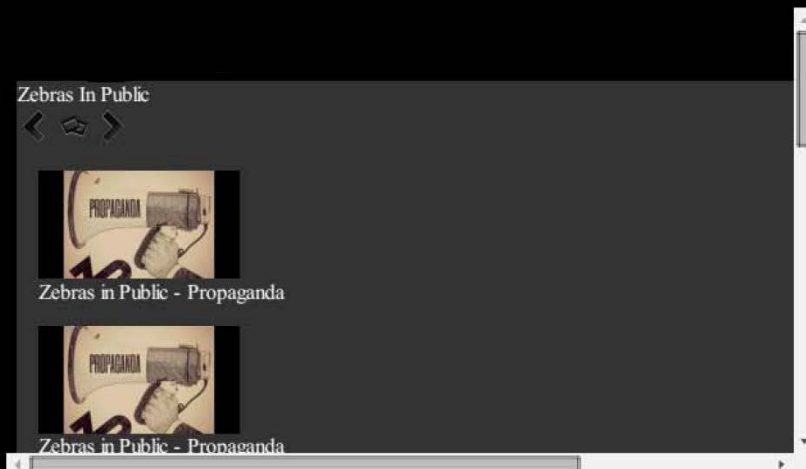 Zebras In Public
PROPAGANDA
Zebras in Public - Propaganda
PROPAGANDA
Zebras in Public - Propaganda